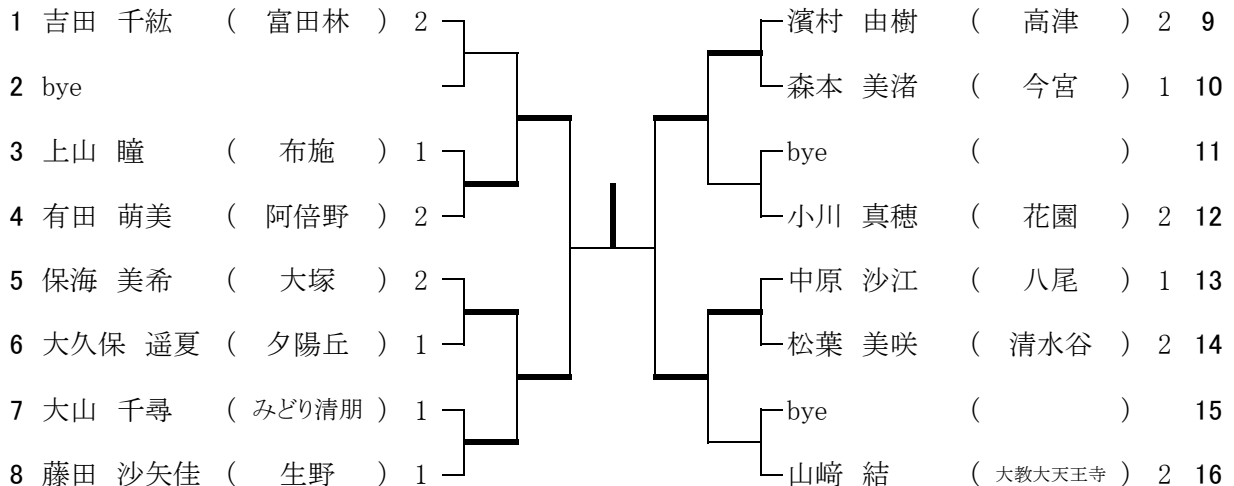 1 吉田 千紘 ( 富田林 ) 2
2 bye
3 上山 瞳 ( 布施 ) 1
4 有田 萌美 ( 阿倍野 ) 2
5 保海 美希 ( 大塚 ) 2
6 大久保 遥夏 ( 夕陽丘 ) 1
7 大山 千尋 ( みどり清朋 ) 1
8 藤田 沙矢佳 ( 生野 ) 1
濱村 由樹 ( 高津 ) 2 9
森本 美渚 ( 今宮 ) 1 10
bye ( ) 11
小川 真穂 ( 花園 ) 2 12
中原 沙江 ( 八尾 ) 1 13
松葉 美咲 ( 清水谷 ) 2 14
bye ( ) 15
山﨑 結 ( 大教大天王寺 ) 2 16